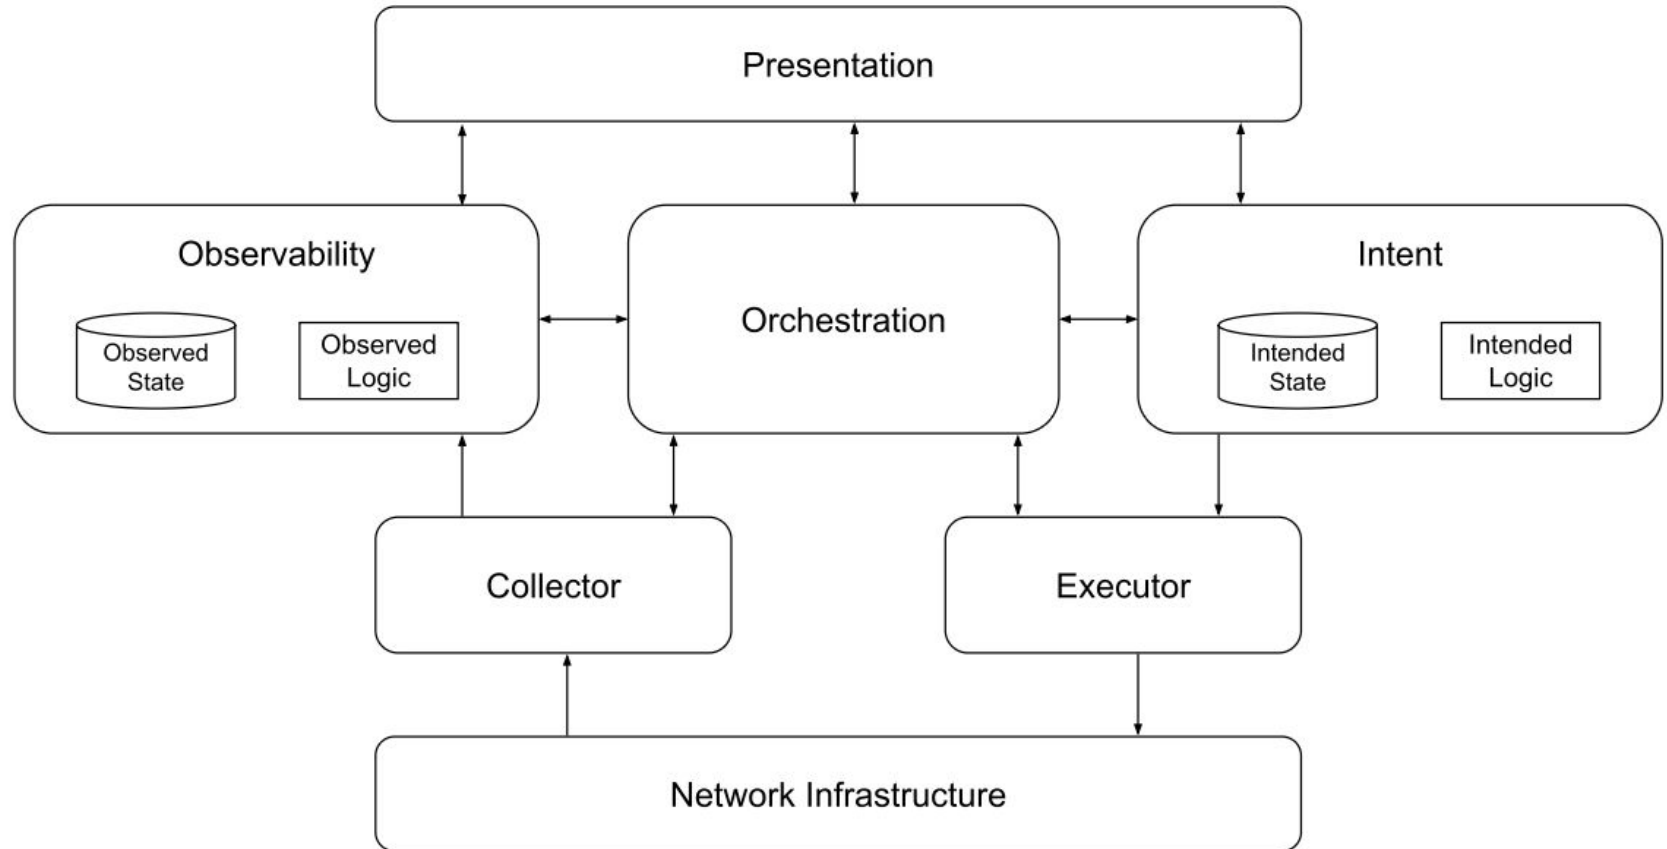 Presentation
Observability
Orchestration
Intent
Observed
State
Observed
Logic
Intended
State
Intended
Logic
Collector
Executor
Network Infrastructure